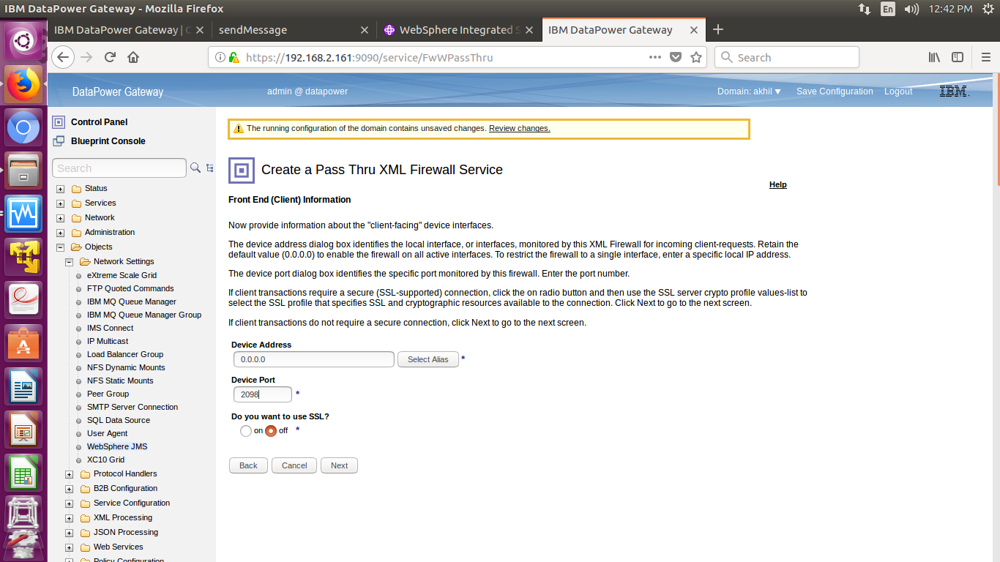 IBM DataPower Gateway - Mozilla Firefox
En
12:42 PM
IBM DataPower Gateway | C
sendMessage
WebSphere Integrated S
IBM DataPower Gateway
https://192.168.2.161:9090/service/FwWPassThru
Search
DataPower Gateway
admin @ datapower
Domain: akhil
Save Configuration
Logout
IBM.
Control Panel
Blueprint Console
Search
Status
Services
Network
Administration
Objects
Network Settings
eXtreme Scale Grid
FTP Quoted Commands
IBM MQ Queue Manager
IBM MQ Queue Manager Group
IMS Connect
IP Multicast
Load Balancer Group
NFS Dynamic Mounts
NFS Static Mounts
Peer Group
SMTP Server Connection
SQL Data Source
User Agent
WebSphere JMS
XC10 Grid
Protocol Handlers
B2B Configuration
Service Configuration
XML Processing
JSON Processing
Web Services
Policy Configuration
The running configuration of the domain contains unsaved changes. Review changes.
Create a Pass Thru XML Firewall Service
Help
Front End (Client) Information
Now provide information about the "client-facing" device interfaces.
The device address dialog box identifies the local interface, or interfaces, monitored by this XML Firewall for incoming client-requests. Retain the
default value (0.0.0.0) to enable the firewall on all active interfaces. To restrict the firewall to a single interface, enter a specific local IP address.
The device port dialog box identifies the specific port monitored by this firewall. Enter the port number.
If client transactions require a secure (SSL-supported) connection, click the on radio button and then use the SSL server crypto profile values-list to
select the SSL profile that specifies SSL and cryptographic resources available to the connection. Click Next to go to the next screen.
If client transactions do not require a secure connection, click Next to go to the next screen.
Device Address
0.0.0.0
Select Alias
*
Device Port
2098
*
Do you want to use SSL?
on
off
*
Back
Cancel
Next